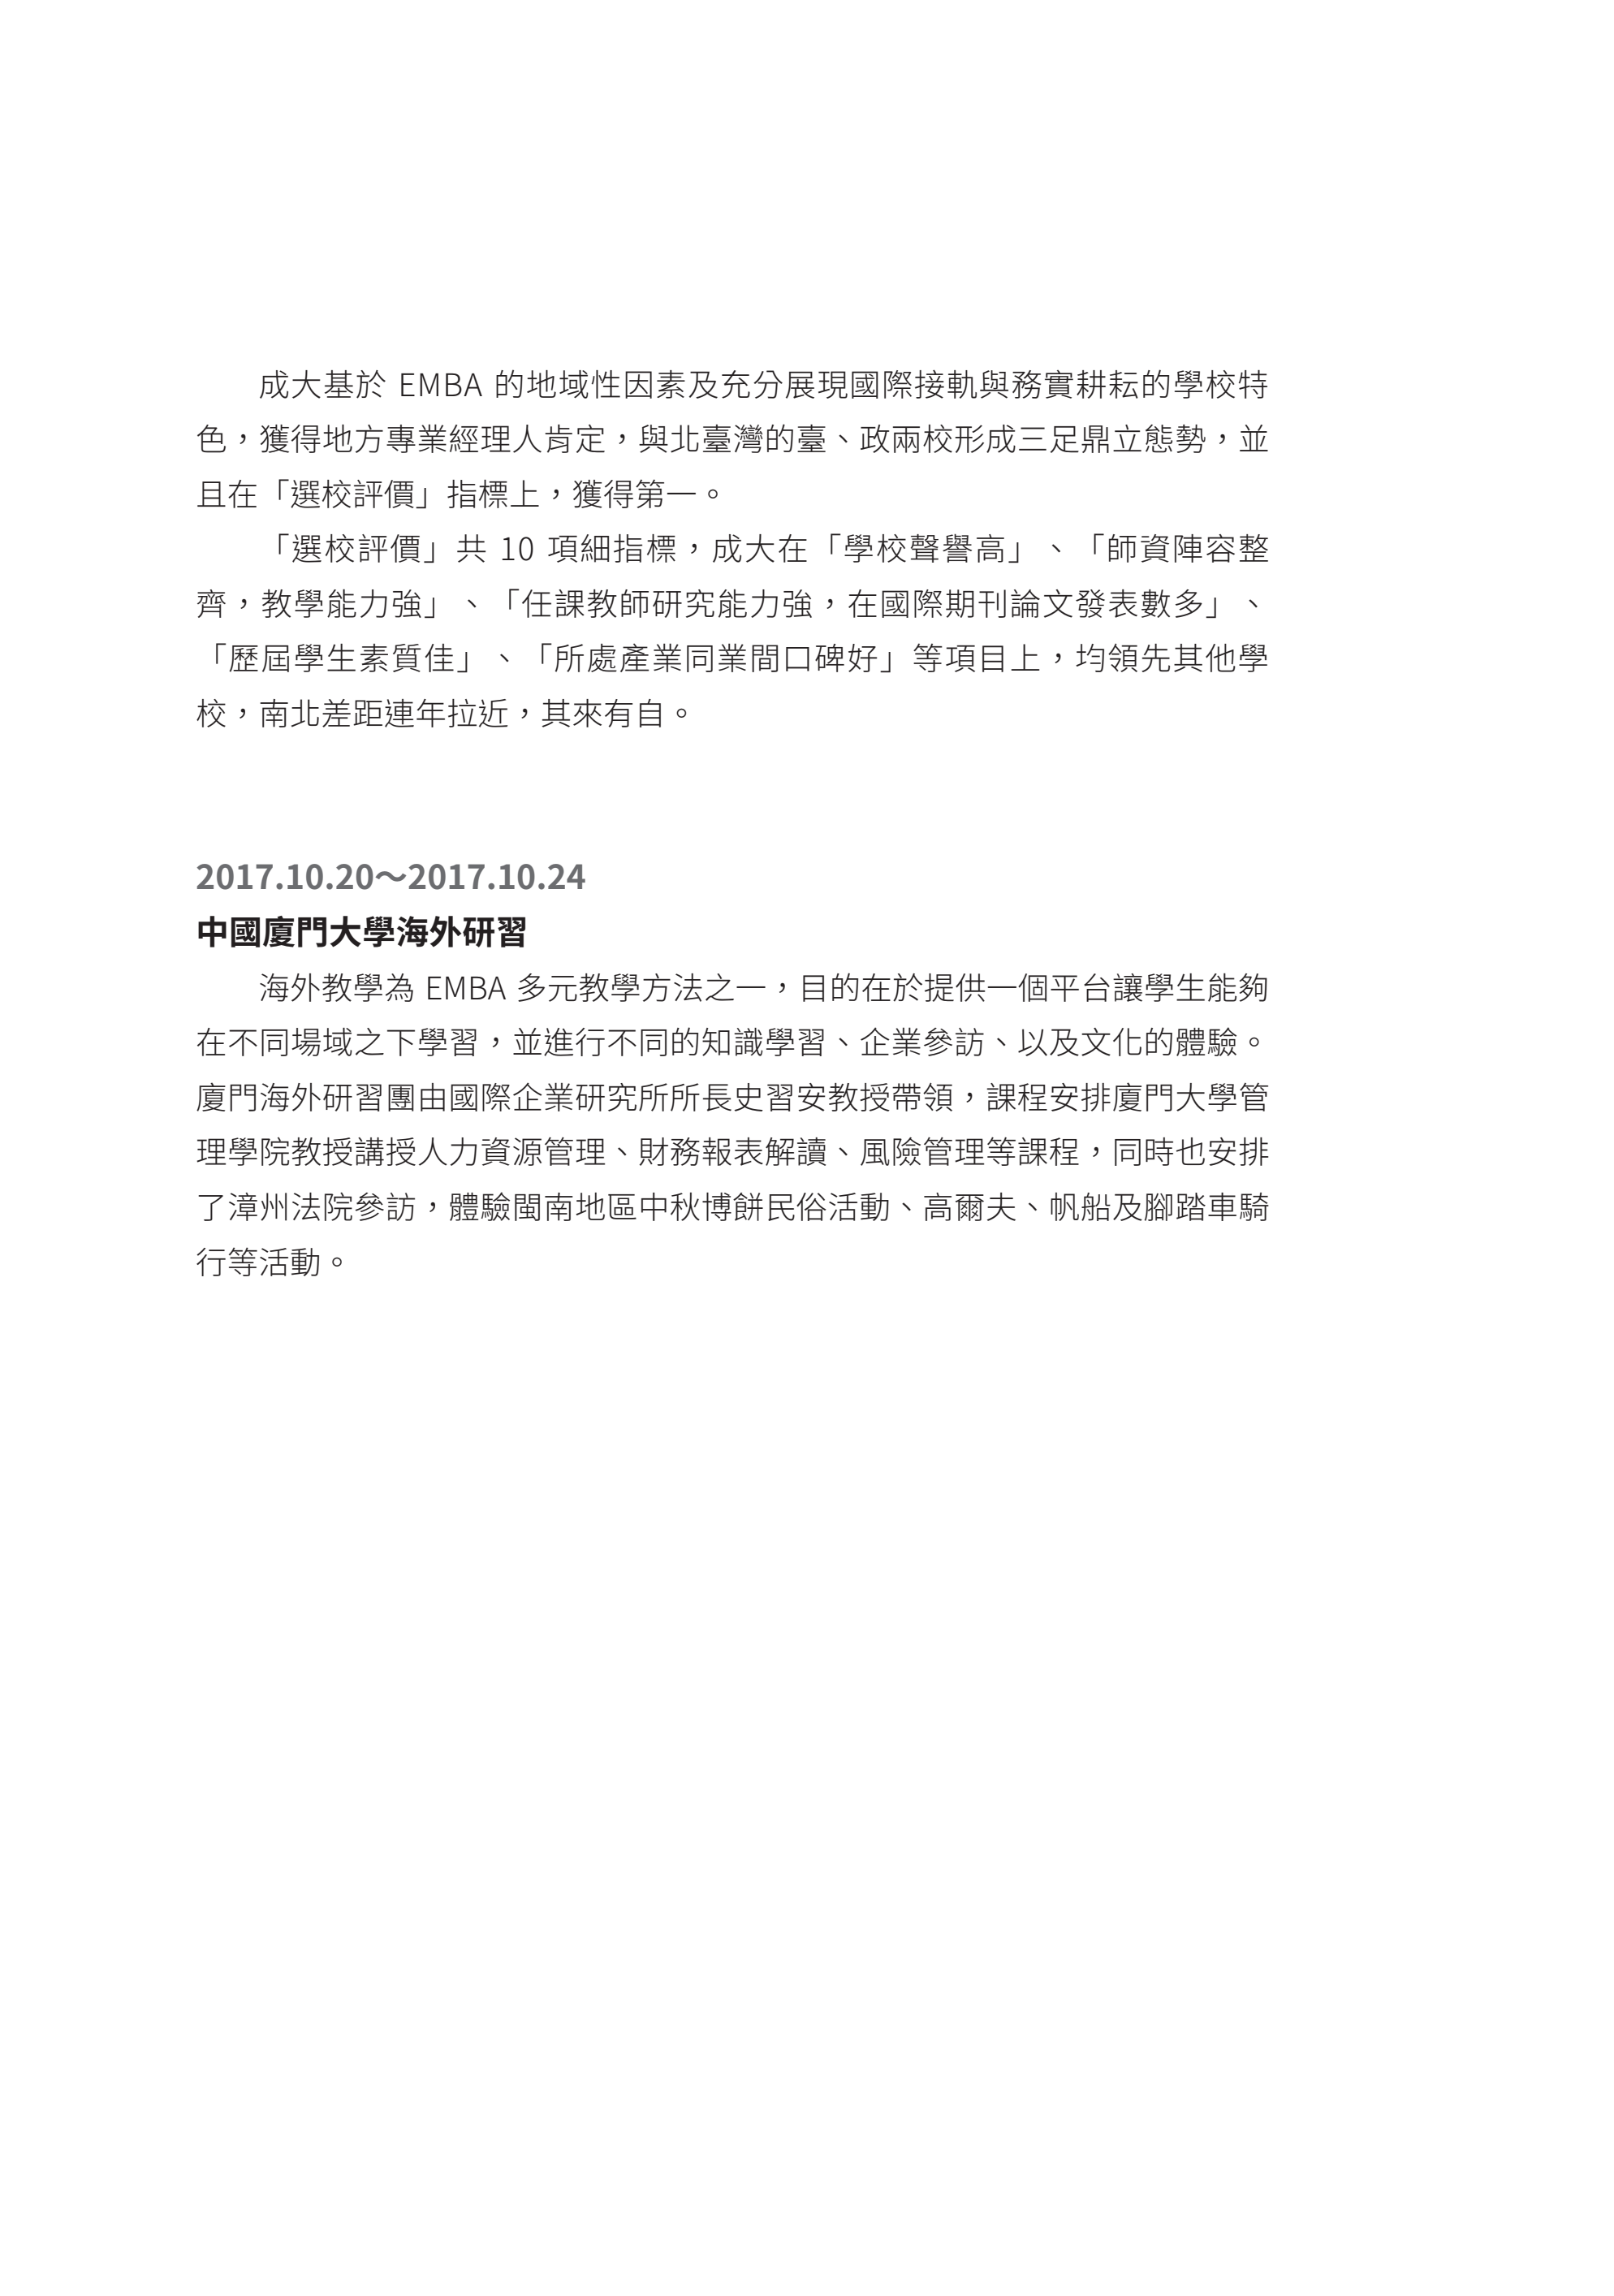 成大基於 EMBA 的地域性因素及充分展現國際接軌與務實耕耘的學校特
色，獲得地方專業經理人肯定，與北臺灣的臺、政兩校形成三足鼎立態勢，並
且在「選校評價」指標上，獲得第一。
「選校評價」共 10 項細指標，成大在「學校聲譽高」、「師資陣容整
齊，教學能力強」、「任課教師研究能力強，在國際期刊論文發表數多」、
「歷屆學生素質佳」、「所處產業同業間口碑好」等項目上，均領先其他學
校，南北差距連年拉近，其來有自。
2017.10.20～2017.10.24
中國廈門大學海外研習
海外教學為 EMBA 多元教學方法之一，目的在於提供一個平台讓學生能夠
在不同場域之下學習，並進行不同的知識學習、企業參訪、以及文化的體驗。
廈門海外研習團由國際企業研究所所長史習安教授帶領，課程安排廈門大學管
理學院教授講授人力資源管理、財務報表解讀、風險管理等課程，同時也安排
了漳州法院參訪，體驗閩南地區中秋博餅民俗活動、高爾夫、帆船及腳踏車騎
行等活動。